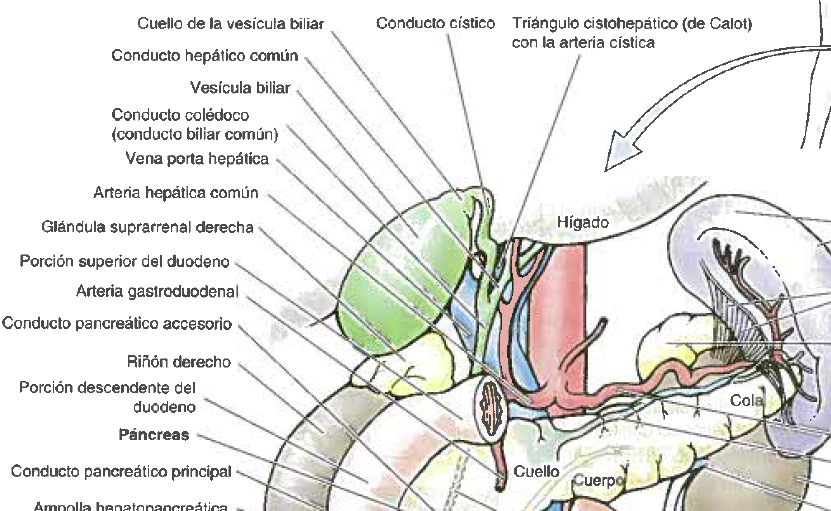 Cuello de la vesícula biliar
Conducto cístico
Triángulo cistohepático (de Calot)
con la arteria cística
Conducto hepático común
Vesícula biliar
Conducto colédoco
(conducto biliar común)
Vena porta hepática
Arteria hepática común
Glándula suprarrenal derecha
Porción superior del duodeno
Arteria gastroduodenal
Conducto pancreático accesorio
Riñón derecho
Porción descendente del
duodeno
Páncreas
Conducto pancreático principal
Ampolla hepatopancreática
Hígado
Cola
Cuello
Cuerpo